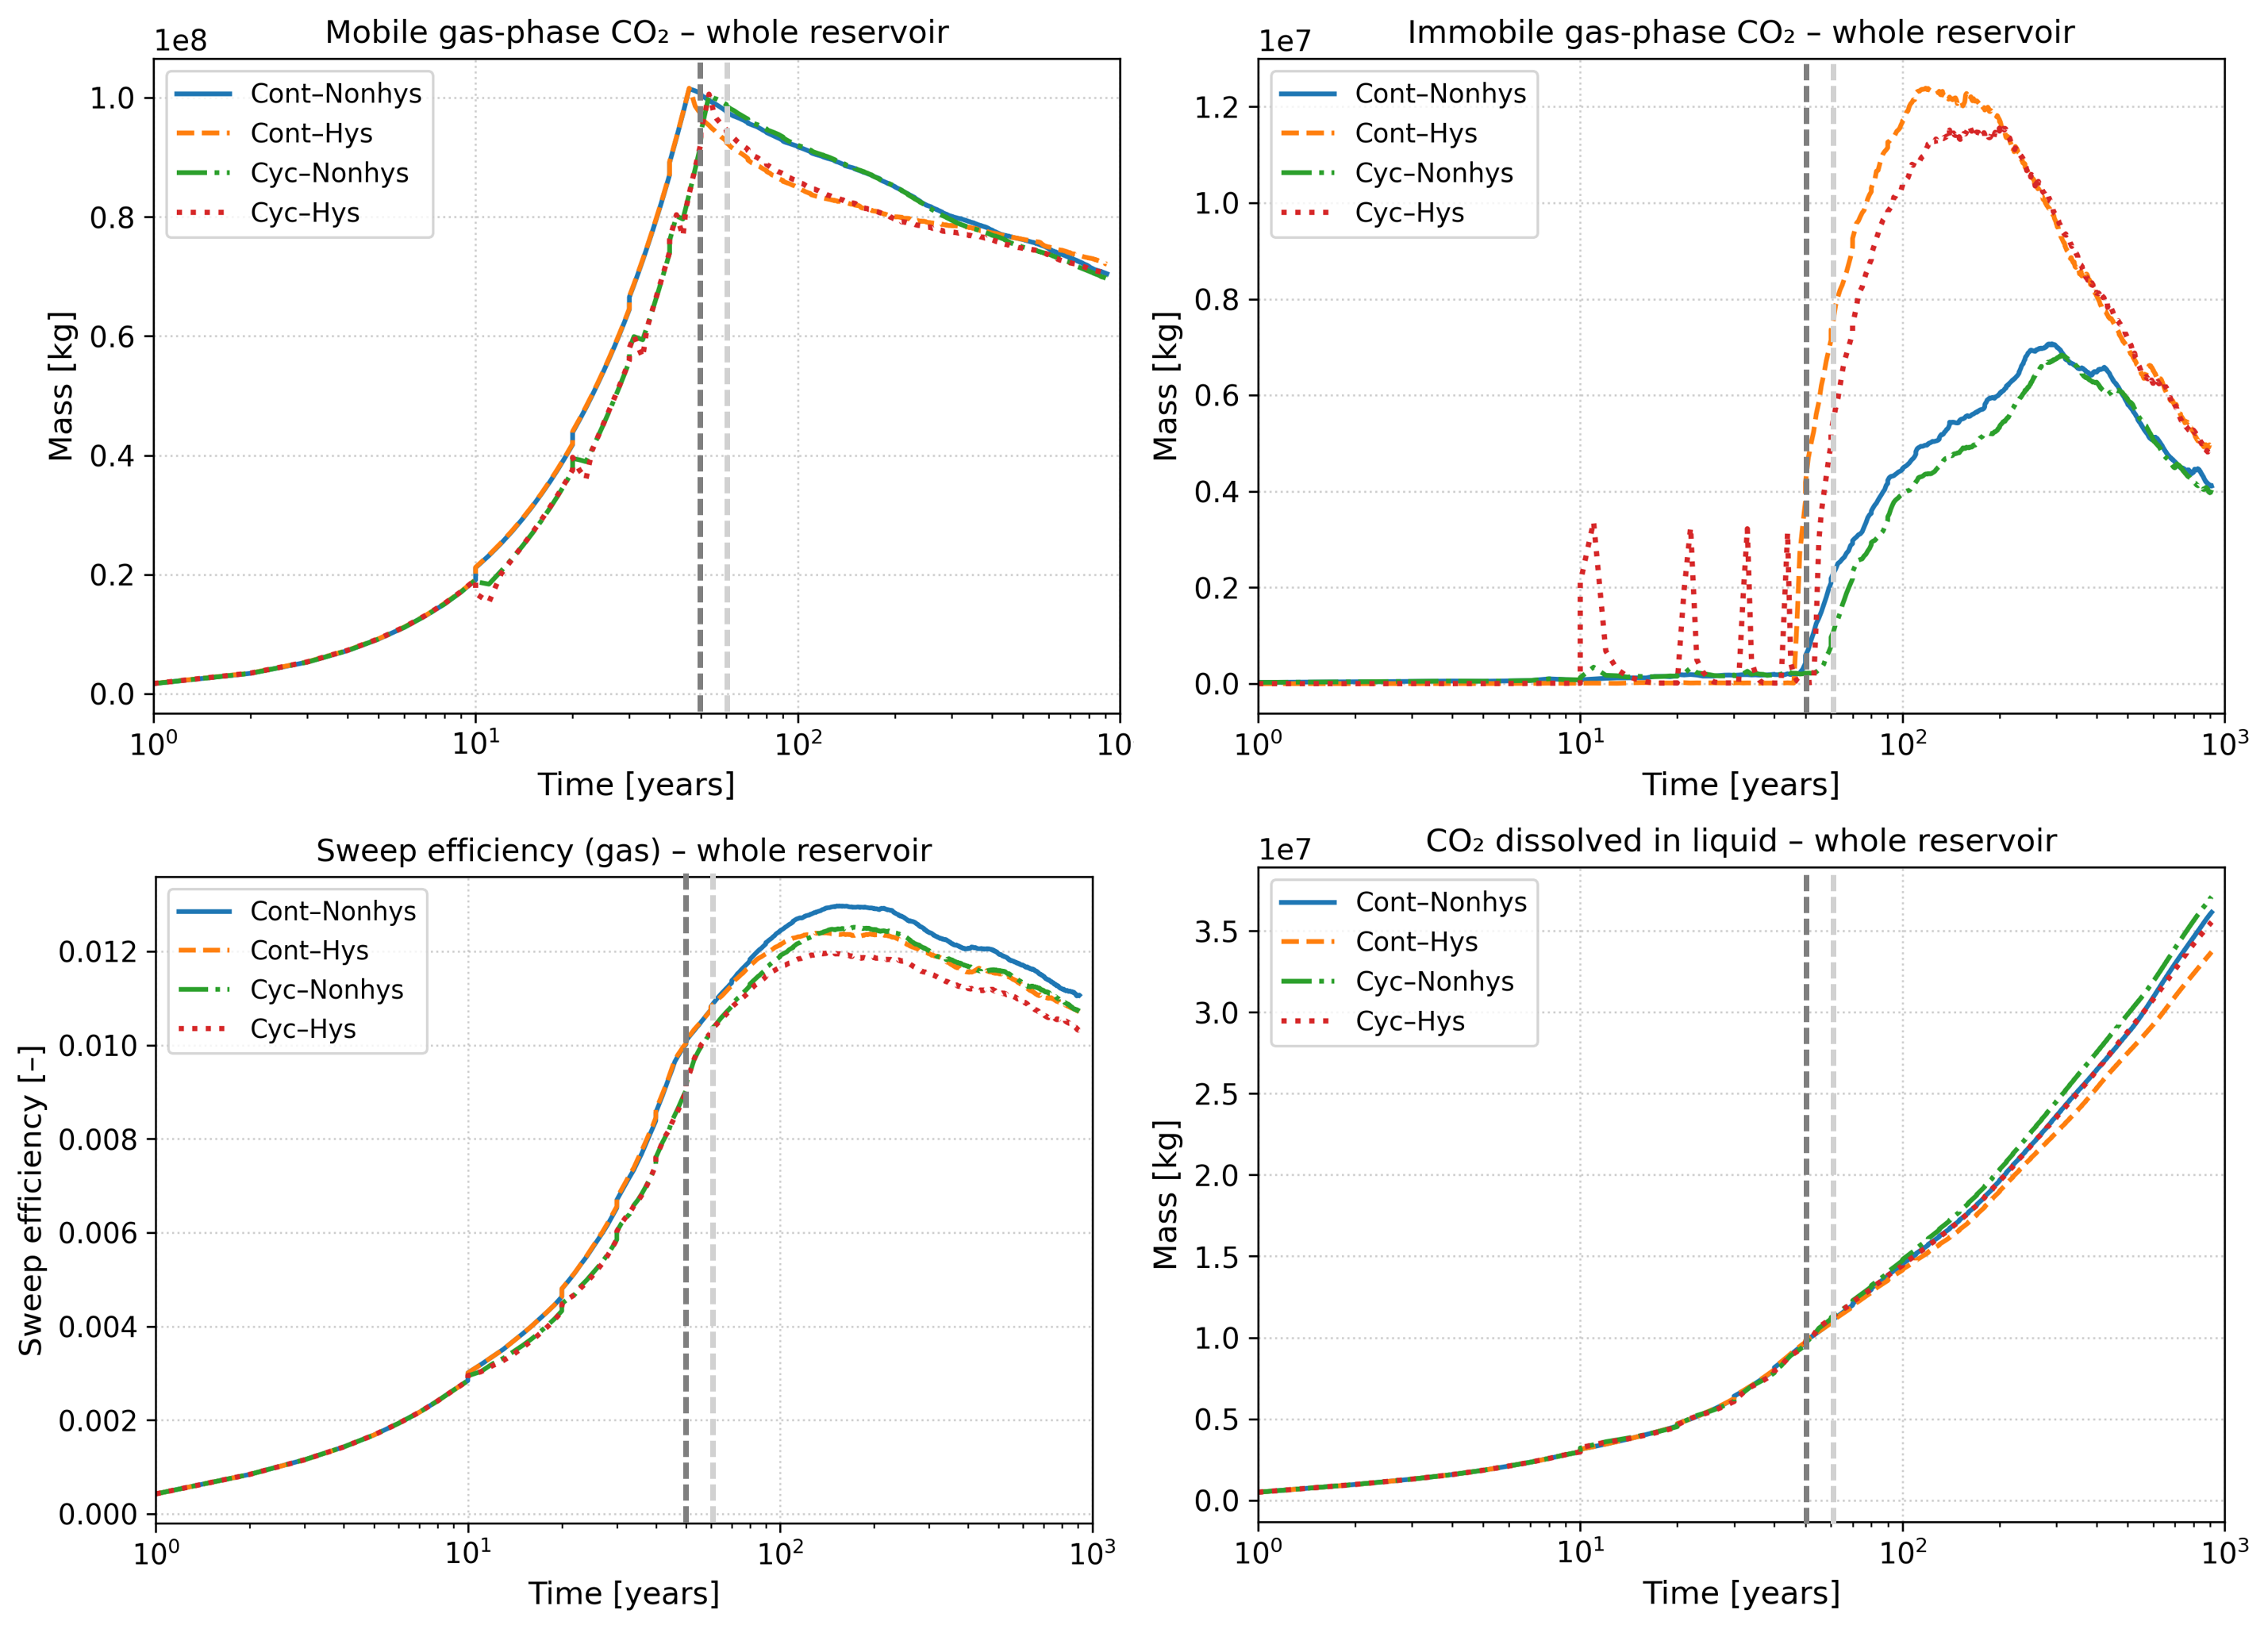 Mobile gas-phase CO₂ – whole reservoir
1e8
Cont–Nonhys
Cont–Hys
Cyc–Nonhys
Cyc–Hys
1.0
0.8
0.6
0.4
0.2
0.0
Mass [kg]
10⁰
10¹
10²
10
Time [years]
Immobile gas-phase CO₂ – whole reservoir
1e7
Cont–Nonhys
Cont–Hys
Cyc–Nonhys
Cyc–Hys
1.2
1.0
0.8
0.6
0.4
0.2
0.0
Mass [kg]
10⁰
10¹
10²
10³
Time [years]
Sweep efficiency (gas) – whole reservoir
Cont–Nonhys
Cont–Hys
Cyc–Nonhys
Cyc–Hys
0.012
0.010
0.008
0.006
0.004
0.002
0.000
Sweep efficiency [–]
10⁰
10¹
10²
10³
Time [years]
CO₂ dissolved in liquid – whole reservoir
1e7
Cont–Nonhys
Cont–Hys
Cyc–Nonhys
Cyc–Hys
3.5
3.0
2.5
2.0
1.5
1.0
0.5
0.0
Mass [kg]
10⁰
10¹
10²
10³
Time [years]